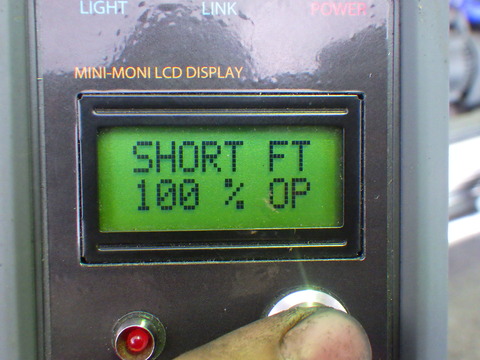 LIGHT LINK POWER
MINI-MONI LCD DISPLAY
SHORT FT
100 % OP